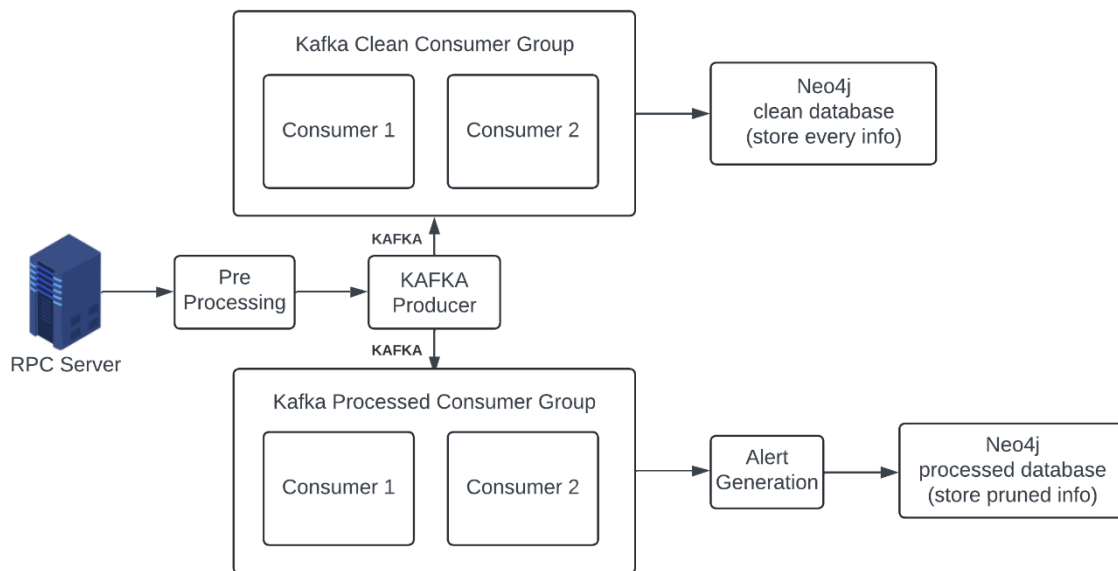 Kafka Clean Consumer Group
Consumer 1
Consumer 2
Neo4j
clean database
(store every info)
KAFKA
RPC Server
Pre
Processing
KAFKA
Producer
KAFKA
Kafka Processed Consumer Group
Consumer 1
Consumer 2
Alert
Generation
Neo4j
processed database
(store pruned info)